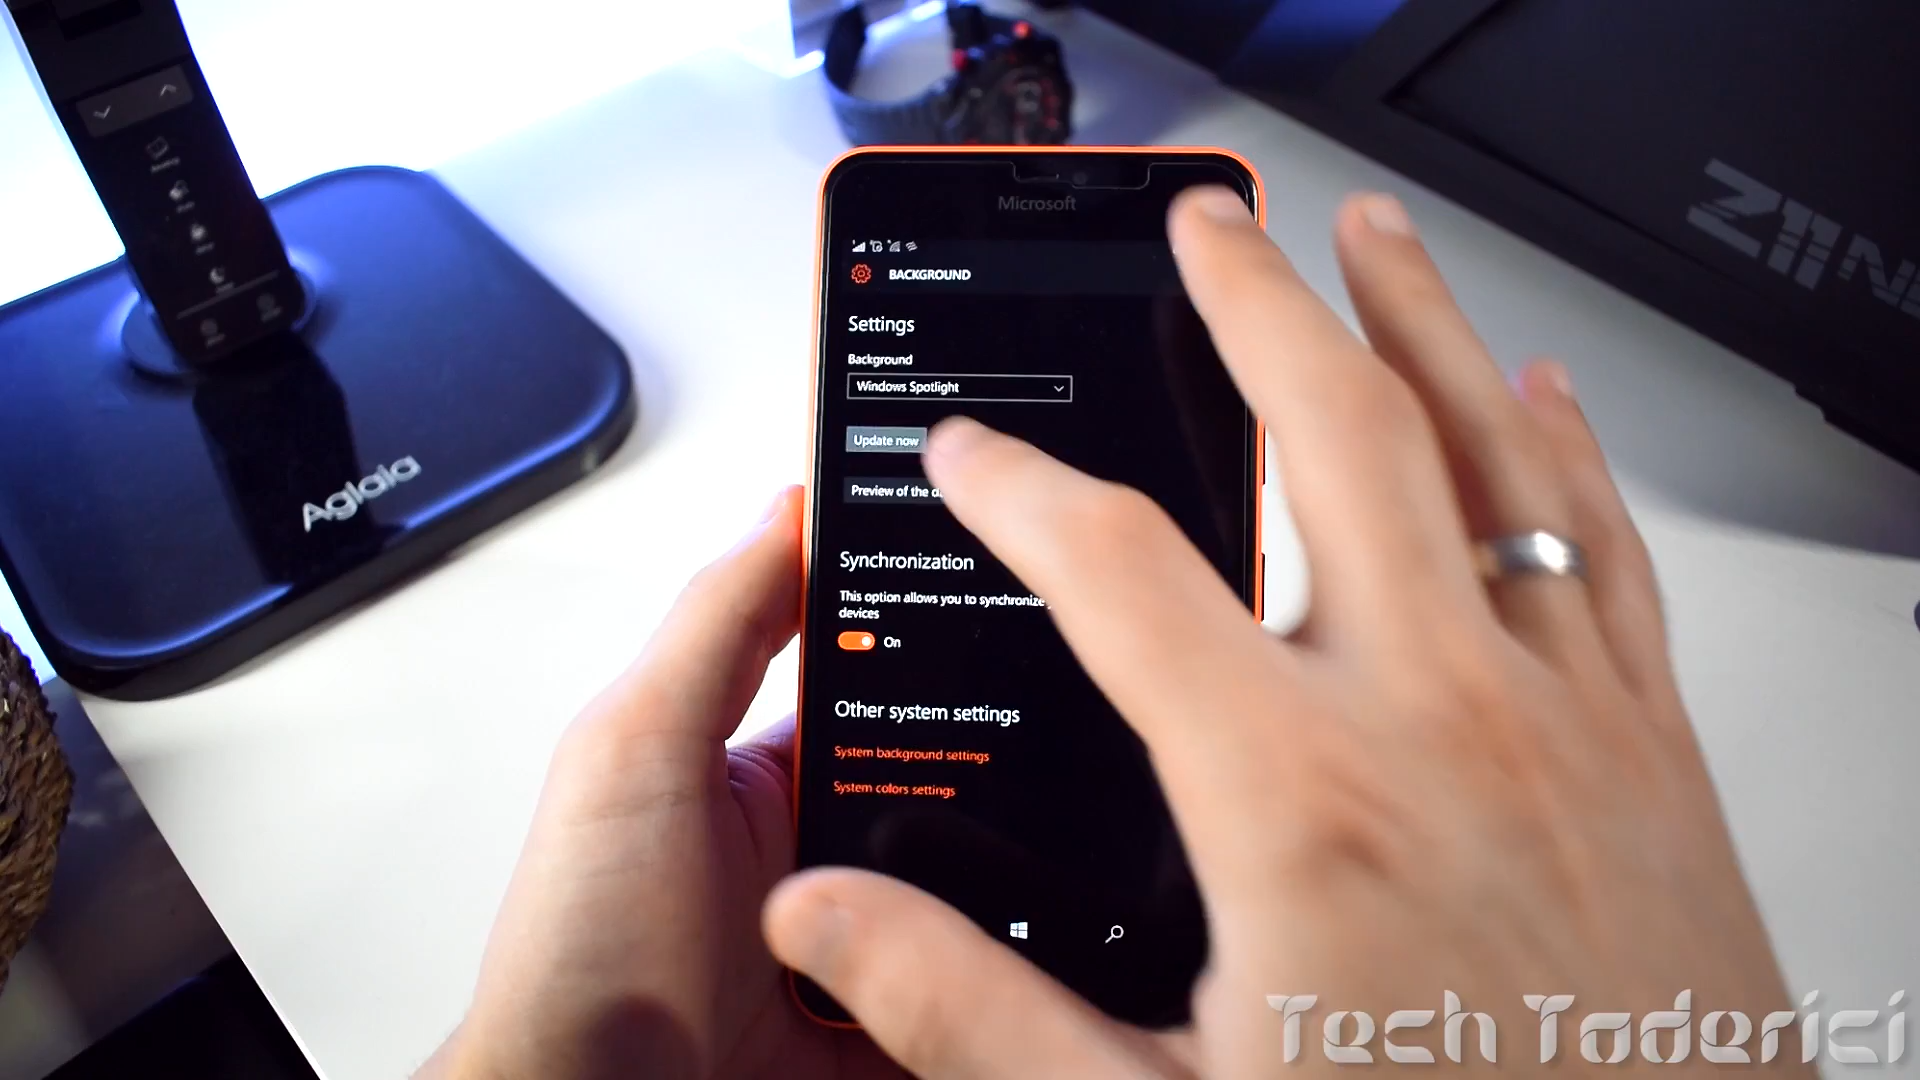 Microsoft
BACKGROUND
Settings
Background
Windows Spotlight
Update now
Preview of the
Synchronization
This option allows you to synchronize
devices
On
Other system settings
System background settings
System colors settings
Aglaia
Tech Toderici